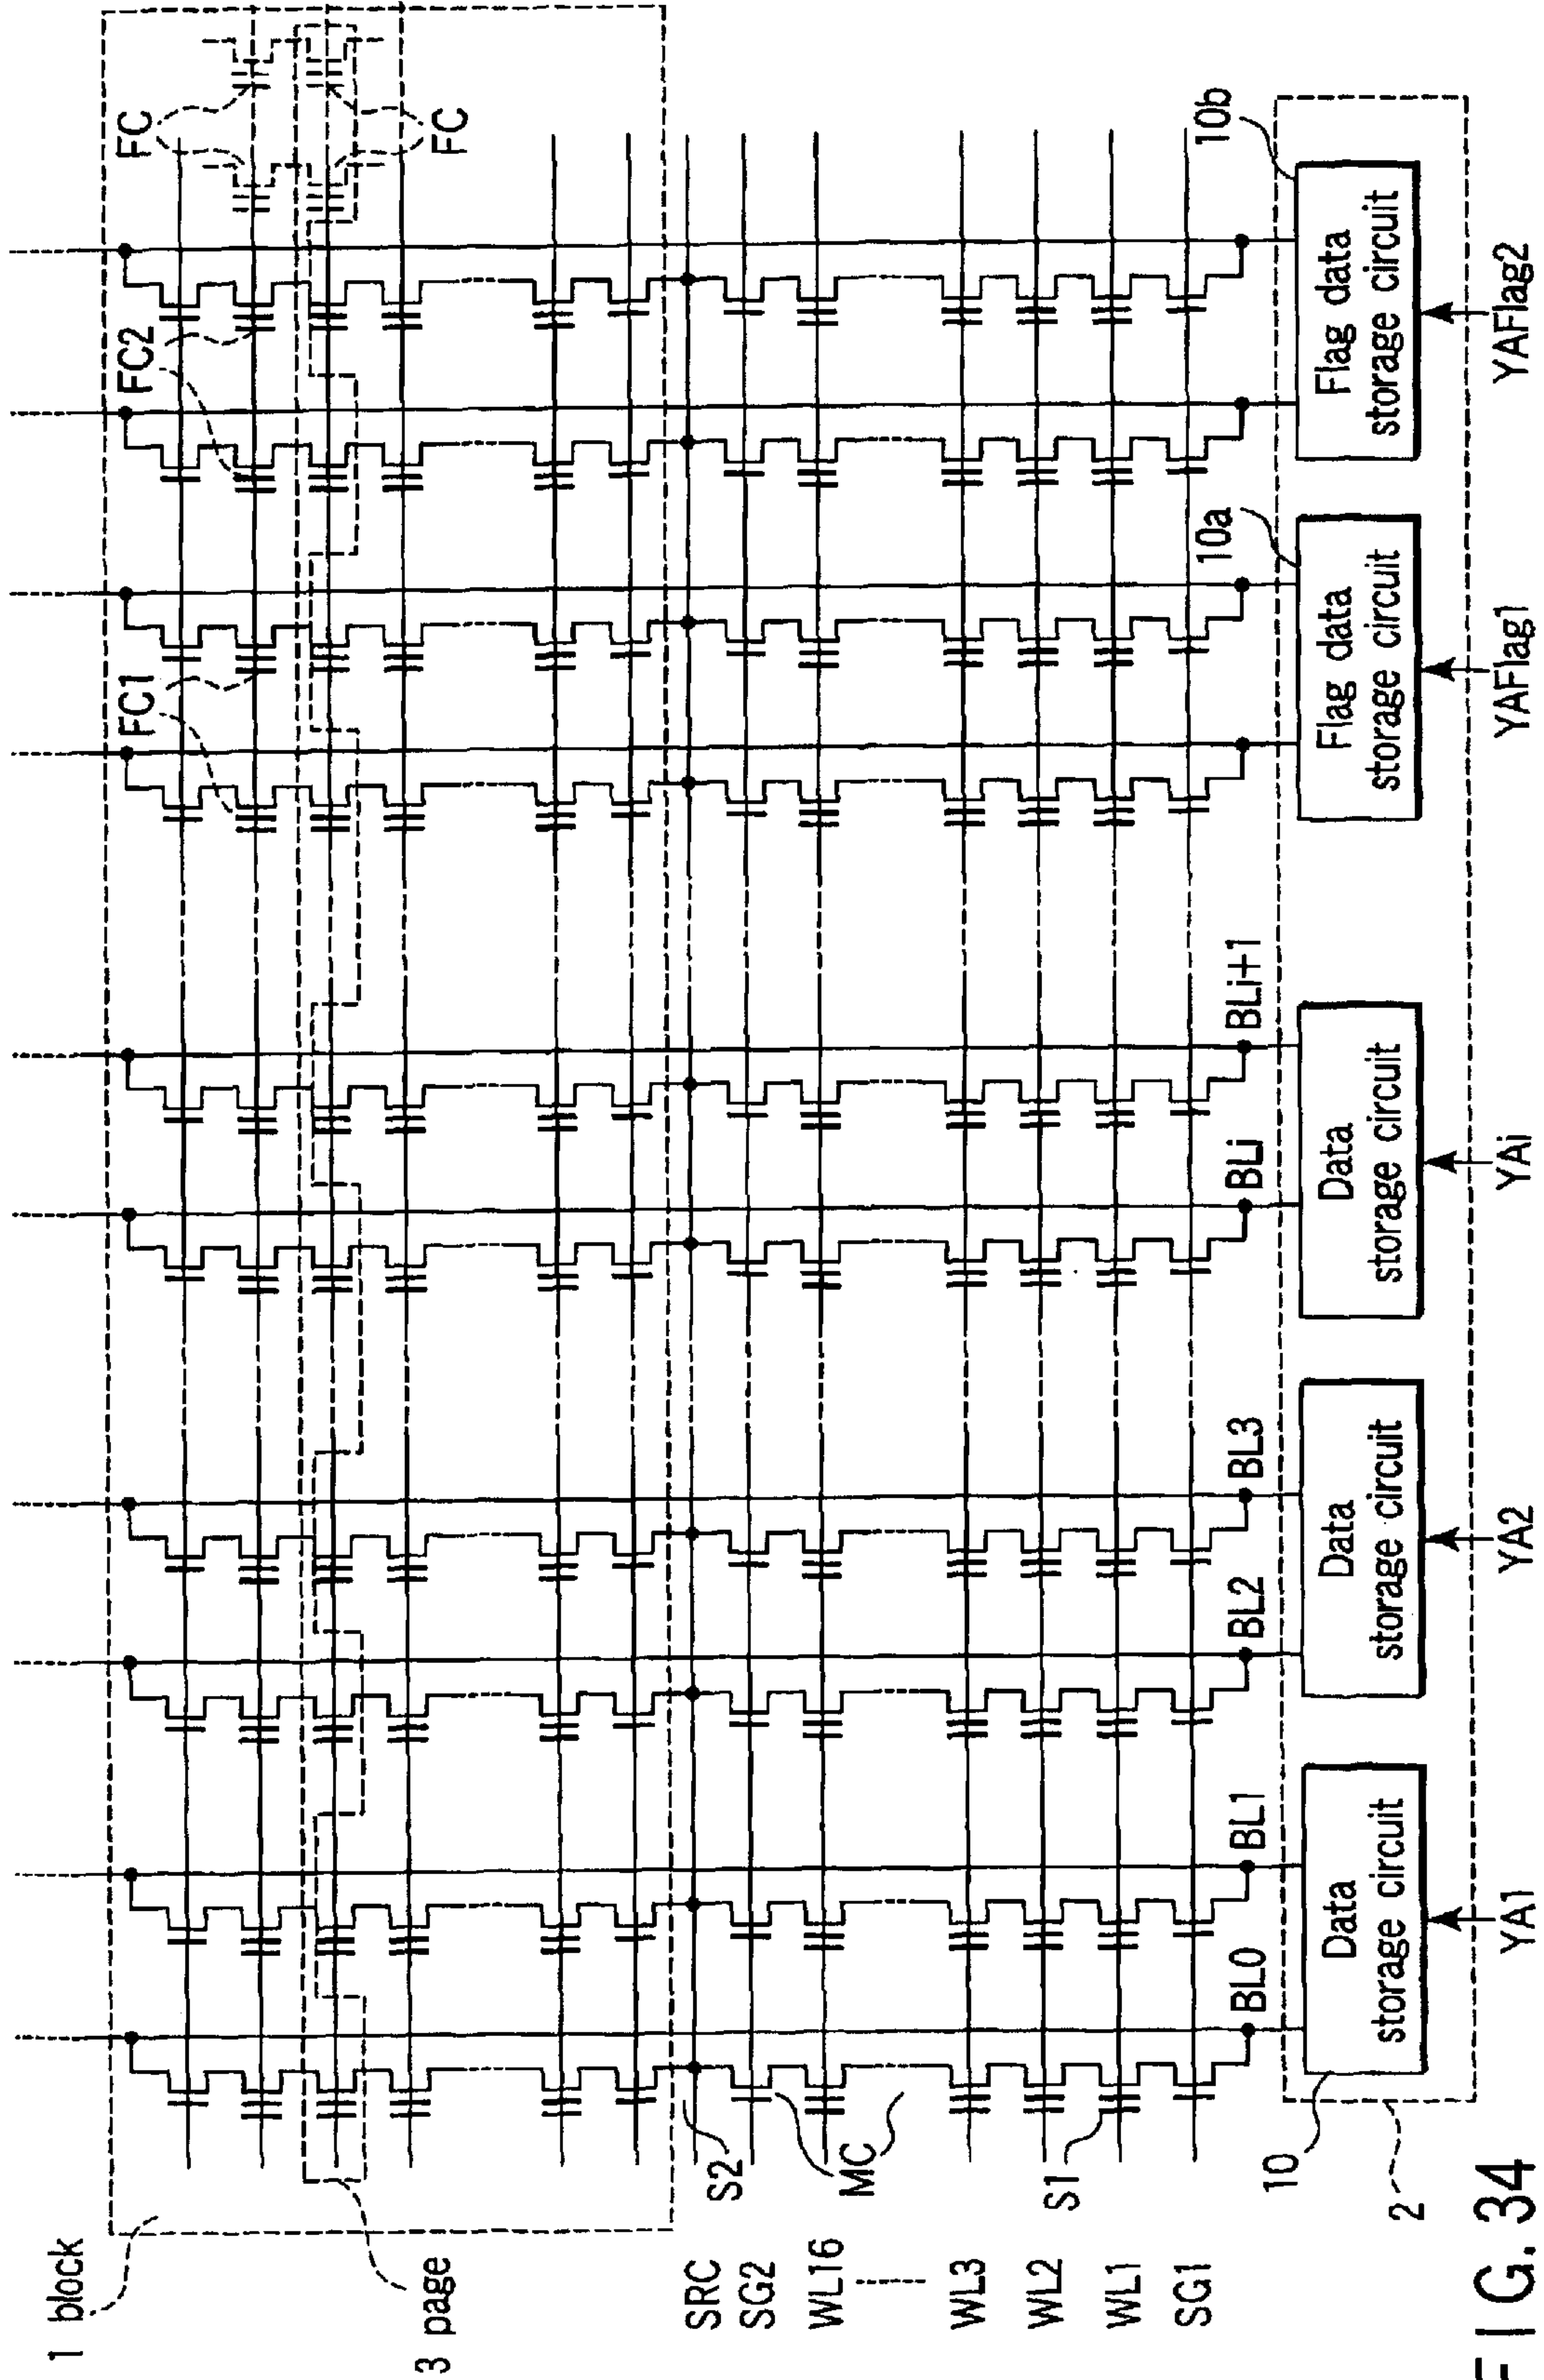 1 block
3 page
FC1
FC2
FC
FC
SRC
SG2
WL16
WL3
WL2
WL1
SG1
S2
MC
S1
BL0
BL1
BL2
BL3
BLi
BLi+1
10
10a
10b
2
Data
storage circuit
Data
storage circuit
Data
storage circuit
Flag data
storage circuit
Flag data
storage circuit
YA1
YA2
YAi
YAFlag1
YAFlag2
FIG. 34